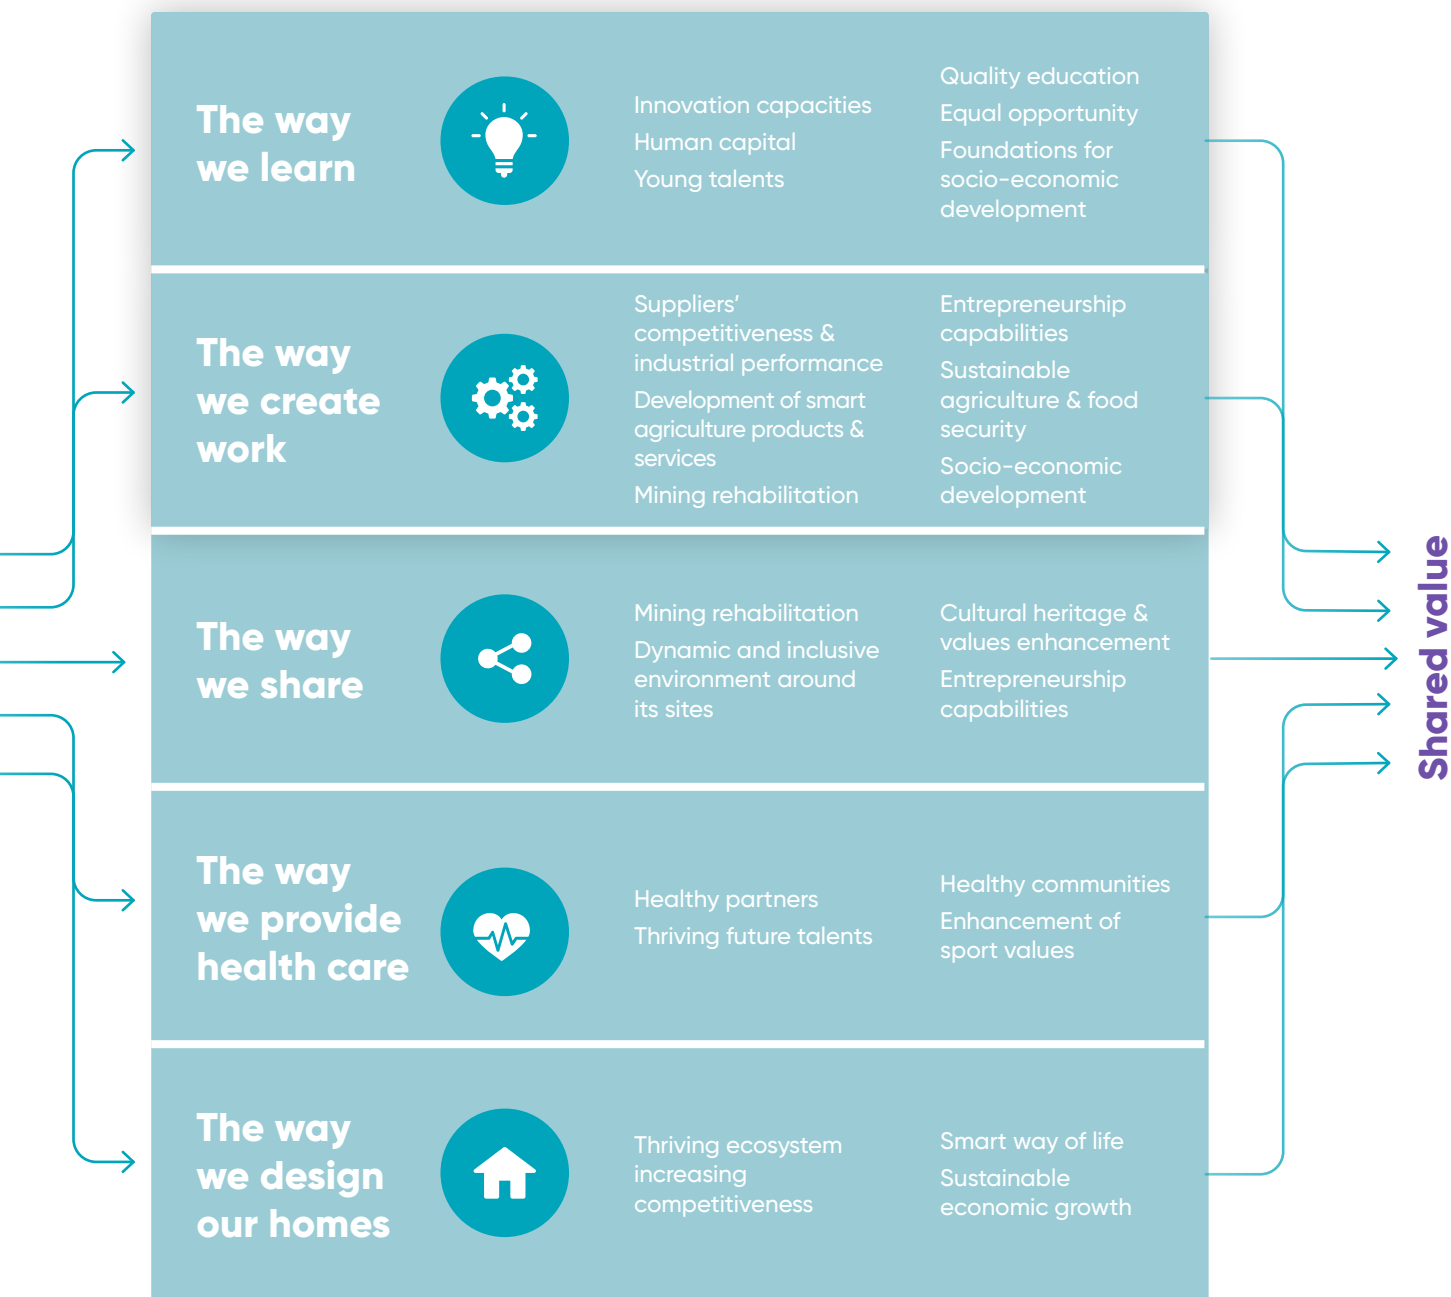 The way
we learn
Innovation capacities
Human capital
Young talents
Quality education
Equal opportunity
Foundations for
socio-economic
development
The way
we create
work
Suppliers’
competitiveness &
industrial performance
Development of smart
agriculture products &
services
Mining rehabilitation
Entrepreneurship
capabilities
Sustainable
agriculture & food
security
Socio-economic
development
The way
we share
Mining rehabilitation
Dynamic and inclusive
environment around
its sites
Cultural heritage &
values enhancement
Entrepreneurship
capabilities
The way
we provide
health care
Healthy partners
Thriving future talents
Healthy communities
Enhancement of
sport values
The way
we design
our homes
Thriving ecosystem
increasing
competitiveness
Smart way of life
Sustainable
economic growth
Shared value